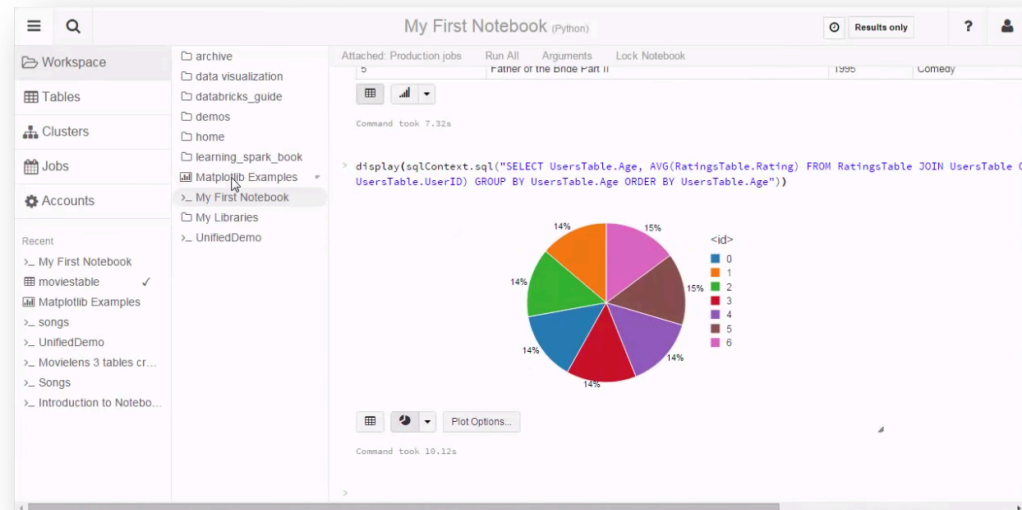 My First Notebook (Python)
Results only
?
Workspace
Tables
Clusters
Jobs
Accounts
Recent
>_ My First Notebook
moviestable ✓
Matplotlib Examples
>_ songs
>_ UnifiedDemo
>_ Movielens 3 tables cr...
>_ Songs
>_ Introduction to Notebo...
archive
data visualization
databricks_guide
demos
home
learning_spark_book
Matplotlib Examples
>_ My First Notebook
My Libraries
>_ UnifiedDemo
Attached: Production jobs Run All Arguments Lock Notebook
5 Father of the Bride Part II 1995 Comedy
Command took 7.32s
> display(sqlContext.sql("SELECT UsersTable.Age, AVG(RatingsTable.Rating) FROM RatingsTable JOIN UsersTable
UsersTable.UserID) GROUP BY UsersTable.Age ORDER BY UsersTable.Age"))
14% 15%
14% 15%
14% 14%
14%
<id>
0
1
2
3
4
5
6
Plot Options...
Command took 10.12s
>